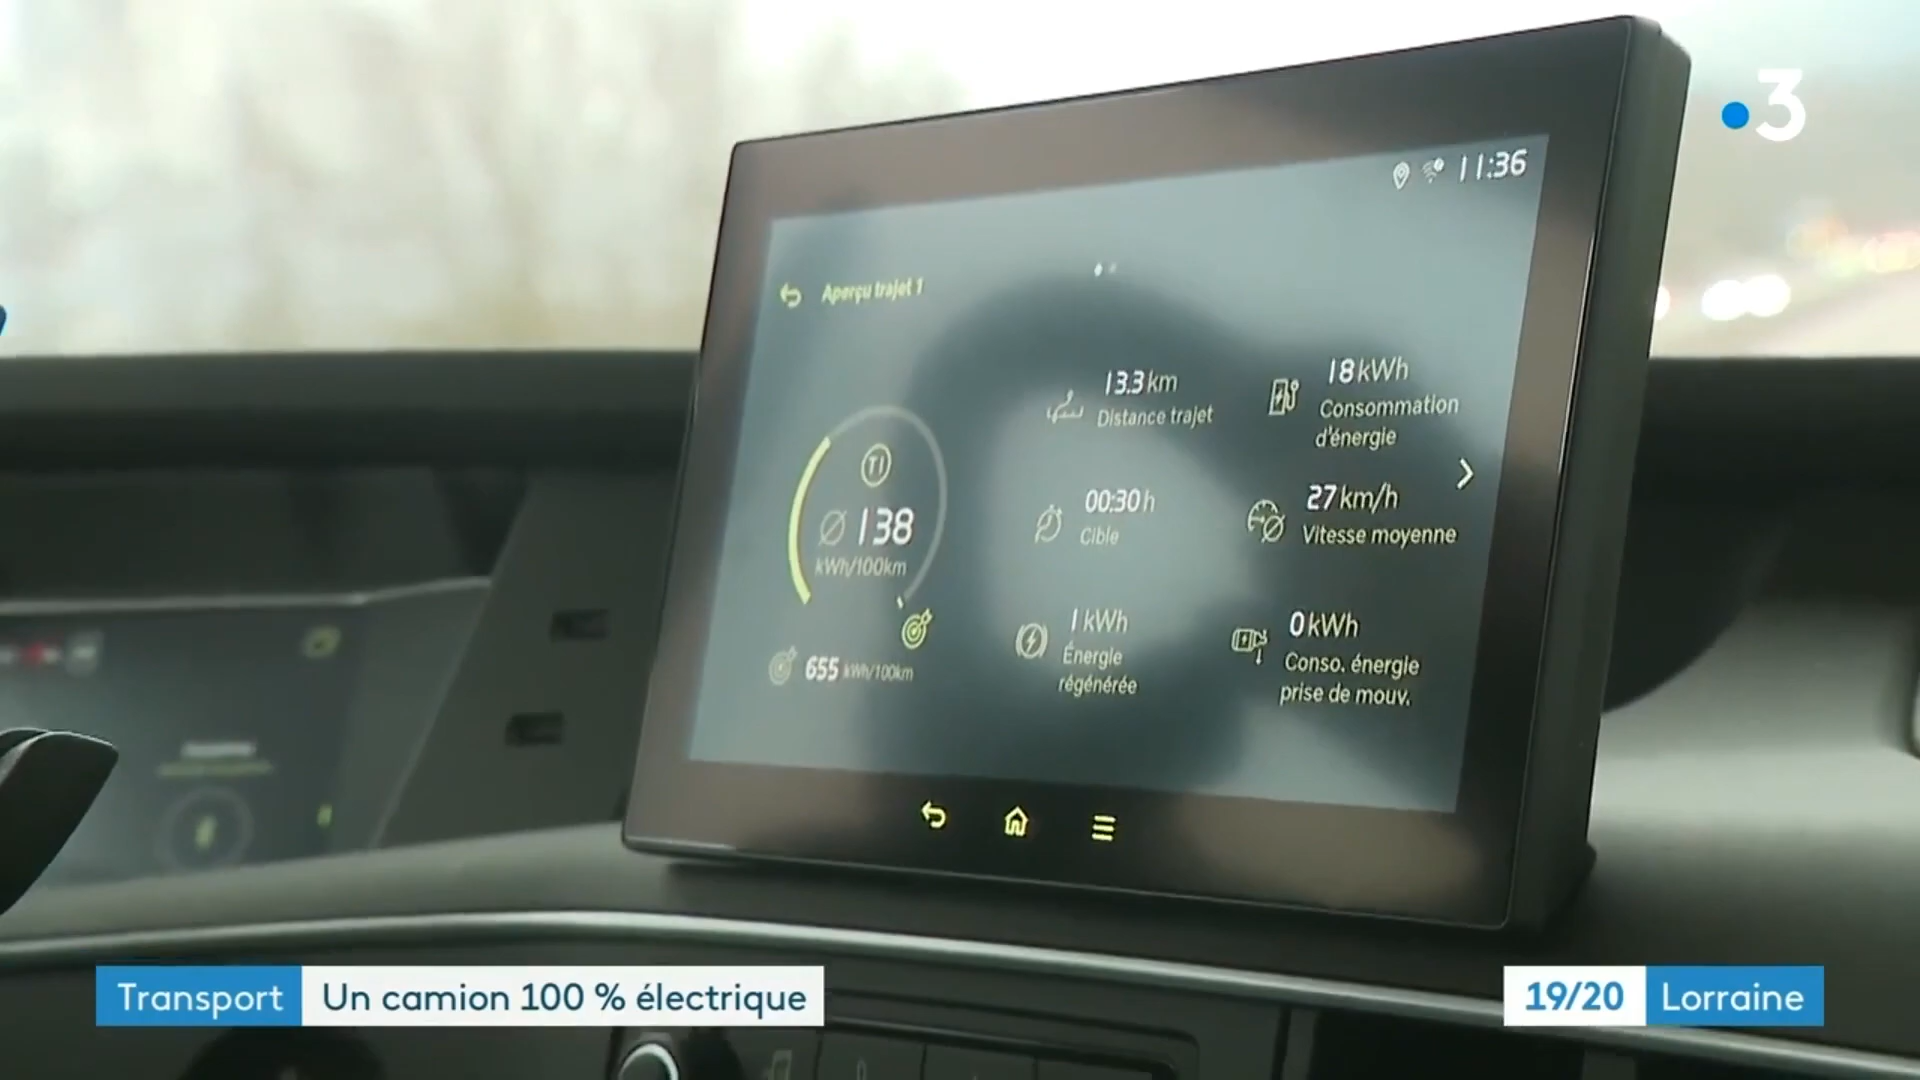 3
11:36
Aperçu trajet 1
13.3 km
Distance trajet
18 kWh
Consommation
d'énergie
T1
Ø 138
kWh/100km
00:30 h
Cible
27 km/h
Vitesse moyenne
655 kWh/100km
1 kWh
Énergie
régénérée
0 kWh
Conso. énergie
prise de mouv.
Transport
Un camion 100 % électrique
19/20
Lorraine